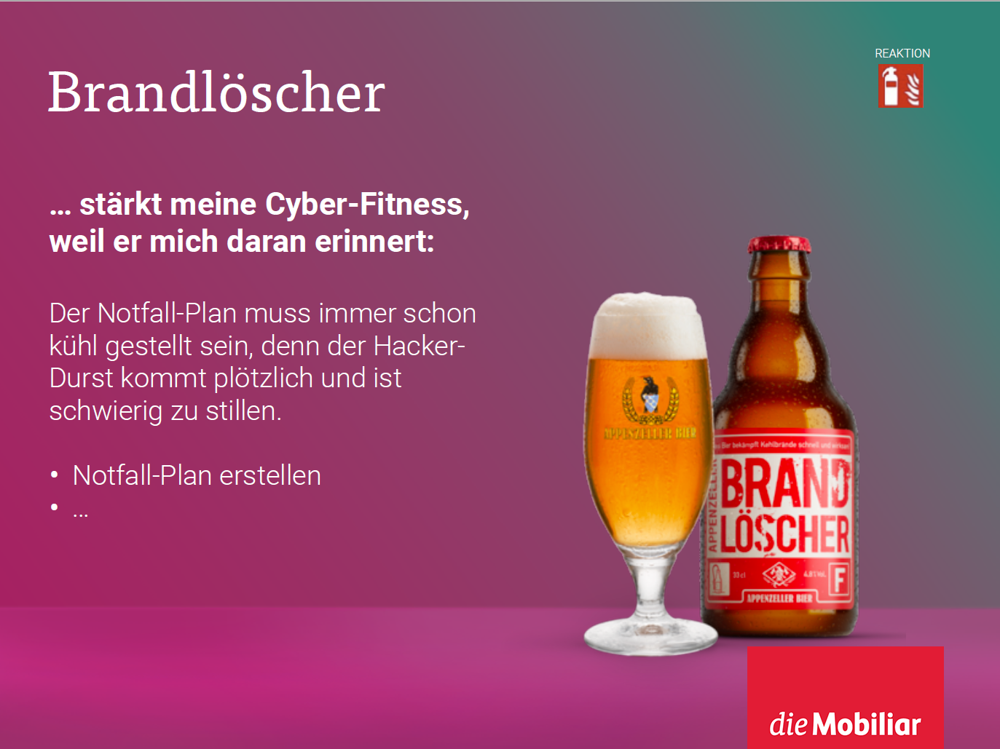 REAKTION
Brandlöscher
... stärkt meine Cyber-Fitness,
weil er mich daran erinnert:
Der Notfall-Plan muss immer schon
kühl gestellt sein, denn der Hacker-
Durst kommt plötzlich und ist
schwierig zu stillen.
• Notfall-Plan erstellen
• ...
APPENZELLER BIER
Bier bekämpft Kehlbrände schnell und wirksam
APPENZELLER
BRAND
LÖSCHER
33 cl
4.8% Vol.
F
APPENZELLER BIER
die Mobiliar